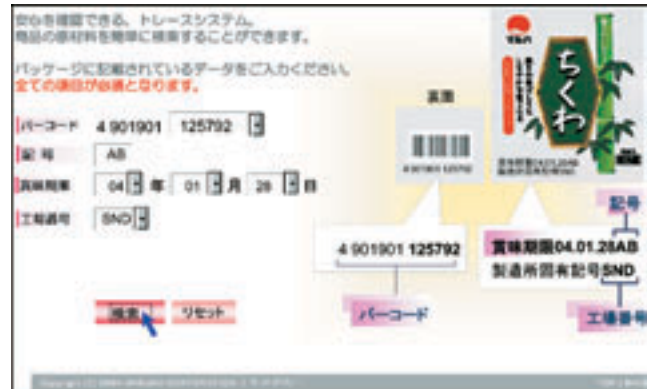 安心を確認できる、トレースシステム。
商品の原材料を簡単に検索することができます。
パッケージに記載されているデータをご入力ください。
全ての項目が必須となります。
バーコード 4 901901 125792
記号 AB
賞味期限 04 年 01 月 28 日
工場番号 SND
検索 リセット
裏面
4 901901 125792
マルハ
ちくわ
4 901901 125792
バーコード
記号
賞味期限04.01.28AB
製造所固有記号SND
工場番号